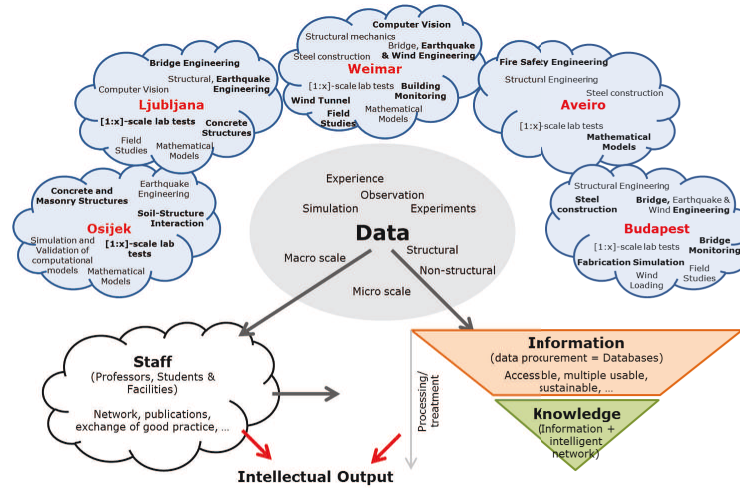 Computer Vision
Structural mechanics
Bridge, Earthquake
& Wind Engineering
Steel construction
Weimar
[1:x]-scale lab tests
Building
Monitoring
Wind Tunnel
Field
Studies
Mathematical
Models
Bridge Engineering
Structural, Earthquake
Engineering
Computer Vision
Ljubljana
[1:x]-scale lab tests
Concrete
Structures
Field
Studies
Mathematical
Models
Fire Safety Engineering
Structural Engineering
Steel construction
Aveiro
[1:x]-scale lab tests
Mathematical
Models
Concrete and
Masonry Structures
Earthquake
Engineering
Soil-Structure
Interaction
Osijek
Simulation and
Validation of
computational
models
[1:x]-scale lab
tests
Mathematical
Models
Structural Engineering
Steel
construction
Bridge, Earthquake &
Wind Engineering
Budapest
[1:x]-scale lab tests
Bridge
Monitoring
Fabrication Simulation
Wind
Loading
Field
Studies
Experience
Observation
Simulation
Experiments
Data
Structural
Macro scale
Non-structural
Micro scale
Staff
(Professors, Students &
Facilities)
Network, publications,
exchange of good practice, ...
Processing/
treatment
Information
(data procurement = Databases)
Accessible, multiple usable,
sustainable, ...
Knowledge
(Information +
intelligent
network)
Intellectual Output